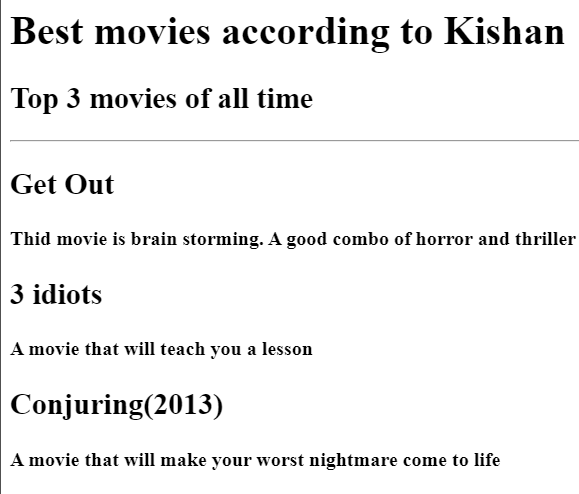 Best movies according to Kishan
Top 3 movies of all time
Get Out
Thid movie is brain storming. A good combo of horror and thriller
3 idiots
A movie that will teach you a lesson
Conjuring(2013)
A movie that will make your worst nightmare come to life